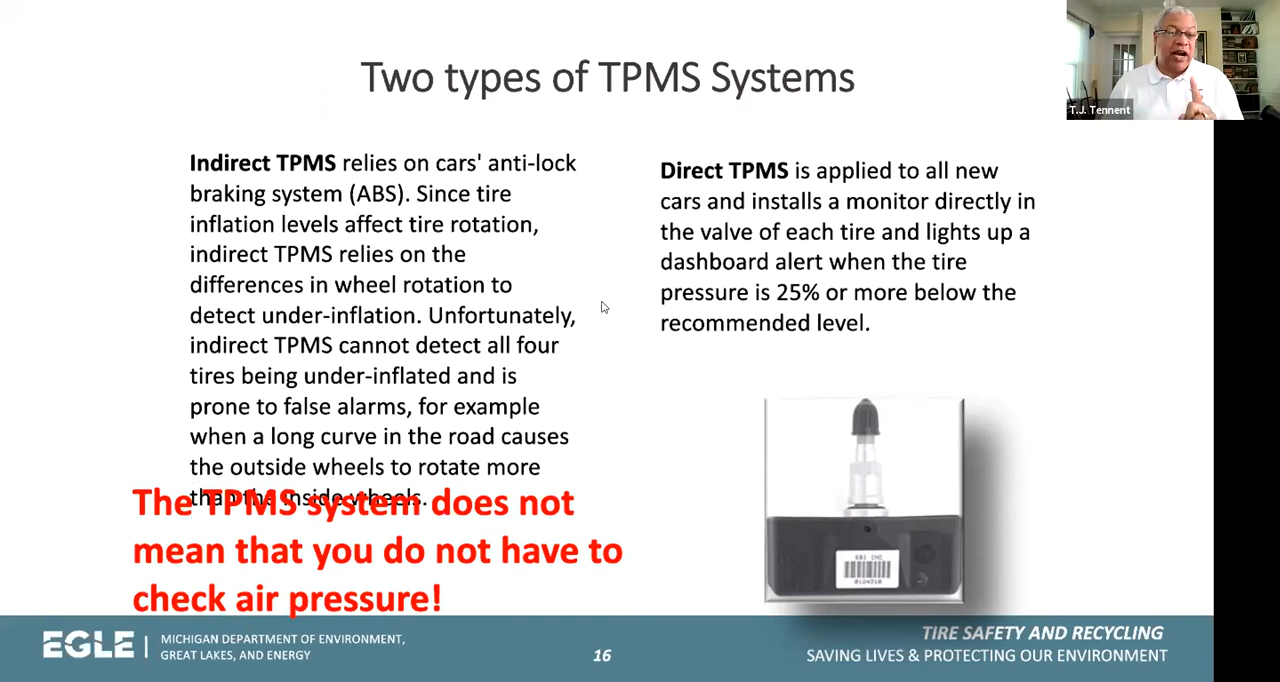 Two types of TPMS Systems
T.J. Tennent
Indirect TPMS relies on cars' anti-lock
braking system (ABS). Since tire
inflation levels affect tire rotation,
indirect TPMS relies on the
differences in wheel rotation to
detect under-inflation. Unfortunately,
indirect TPMS cannot detect all four
tires being under-inflated and is
prone to false alarms, for example
when a long curve in the road causes
the outside wheels to rotate more
than the inside wheels.
The TPMS system does not
mean that you do not have to
check air pressure!
Direct TPMS is applied to all new
cars and installs a monitor directly in
the valve of each tire and lights up a
dashboard alert when the tire
pressure is 25% or more below the
recommended level.
EGLE
MICHIGAN DEPARTMENT OF ENVIRONMENT,
GREAT LAKES, AND ENERGY
16
TIRE SAFETY AND RECYCLING
SAVING LIVES & PROTECTING OUR ENVIRONMENT